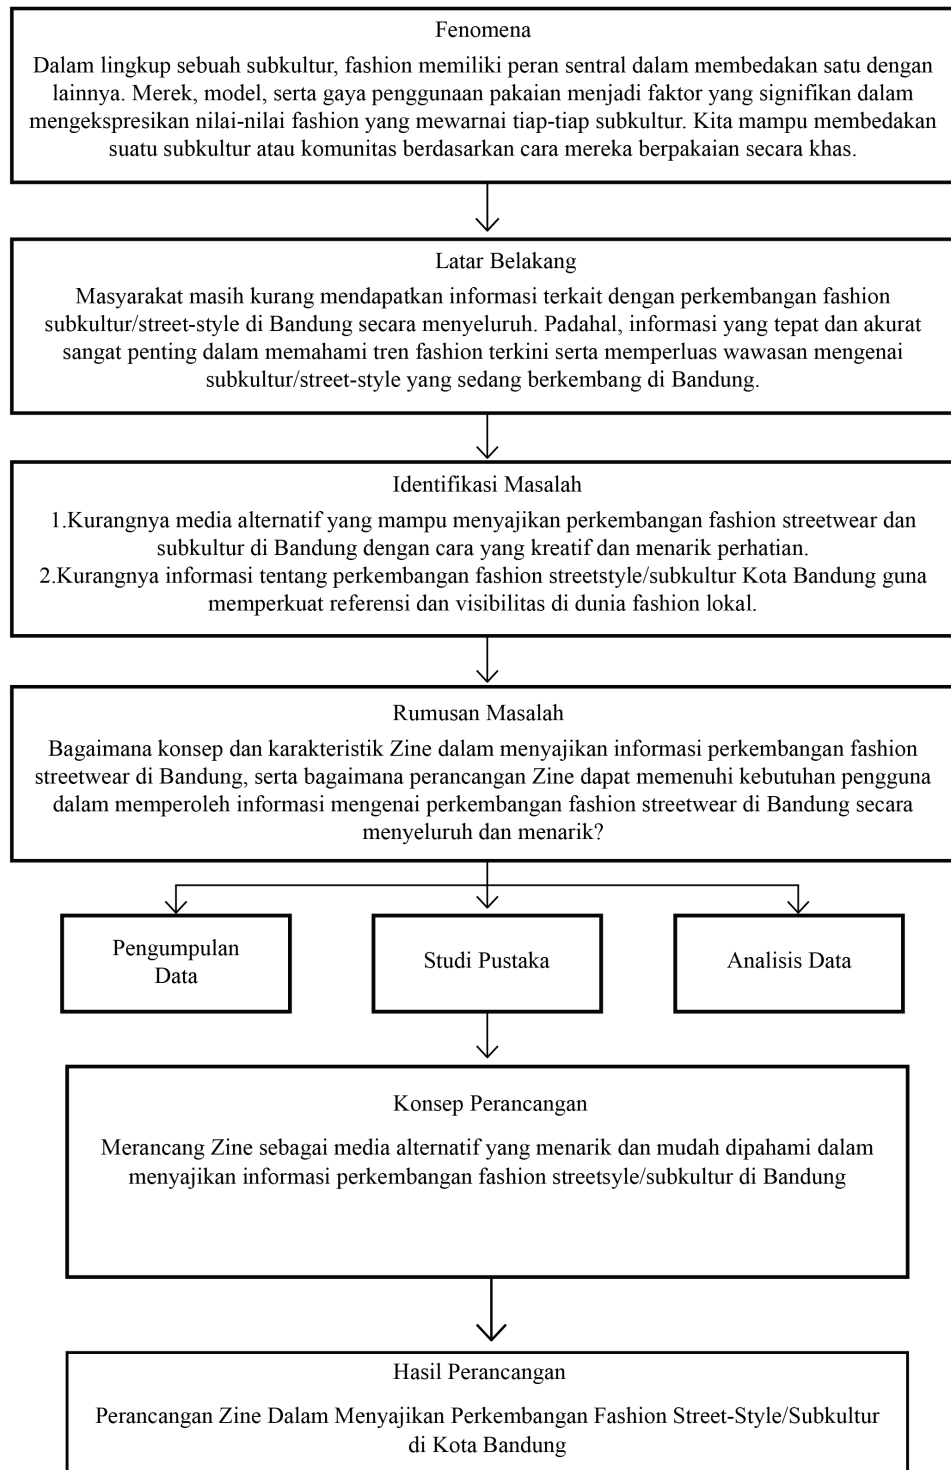 Fenomena
Dalam lingkup sebuah subkultur, fashion memiliki peran sentral dalam membedakan satu dengan
lainnya. Merek, model, serta gaya penggunaan pakaian menjadi faktor yang signifikan dalam
mengekspresikan nilai-nilai fashion yang mewarnai tiap-tiap subkultur. Kita mampu membedakan
suatu subkultur atau komunitas berdasarkan cara mereka berpakaian secara khas.
Latar Belakang
Masyarakat masih kurang mendapatkan informasi terkait dengan perkembangan fashion
subkultur/street-style di Bandung secara menyeluruh. Padahal, informasi yang tepat dan akurat
sangat penting dalam memahami tren fashion terkini serta memperluas wawasan mengenai
subkultur/street-style yang sedang berkembang di Bandung.
Identifikasi Masalah
1.Kurangnya media alternatif yang mampu menyajikan perkembangan fashion streetwear dan
subkultur di Bandung dengan cara yang kreatif dan menarik perhatian.
2.Kurangnya informasi tentang perkembangan fashion streetstyle/subkultur Kota Bandung guna
memperkuat referensi dan visibilitas di dunia fashion lokal.
Rumusan Masalah
Bagaimana konsep dan karakteristik Zine dalam menyajikan informasi perkembangan fashion
streetwear di Bandung, serta bagaimana perancangan Zine dapat memenuhi kebutuhan pengguna
dalam memperoleh informasi mengenai perkembangan fashion streetwear di Bandung secara
menyeluruh dan menarik?
Pengumpulan
Data
Studi Pustaka
Analisis Data
Konsep Perancangan
Merancang Zine sebagai media alternatif yang menarik dan mudah dipahami dalam
menyajikan informasi perkembangan fashion streetsyle/subkultur di Bandung
Hasil Perancangan
Perancangan Zine Dalam Menyajikan Perkembangan Fashion Street-Style/Subkultur
di Kota Bandung